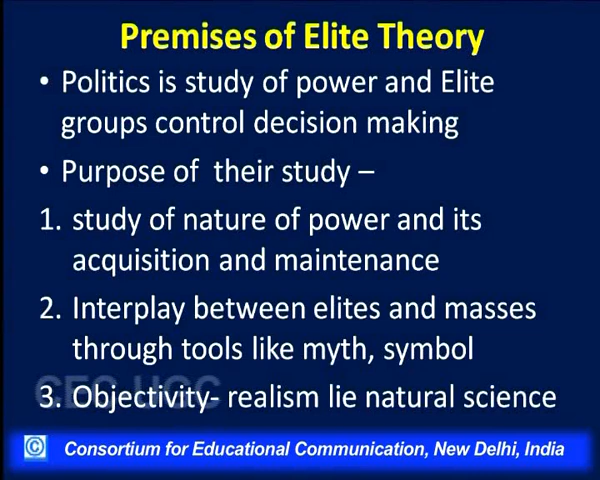 Premises of Elite Theory
• Politics is study of power and Elite
groups control decision making
• Purpose of their study –
1. study of nature of power and its
acquisition and maintenance
2. Interplay between elites and masses
through tools like myth, symbol
CEC-UGC
3. Objectivity- realism lie natural science
© Consortium for Educational Communication, New Delhi, India